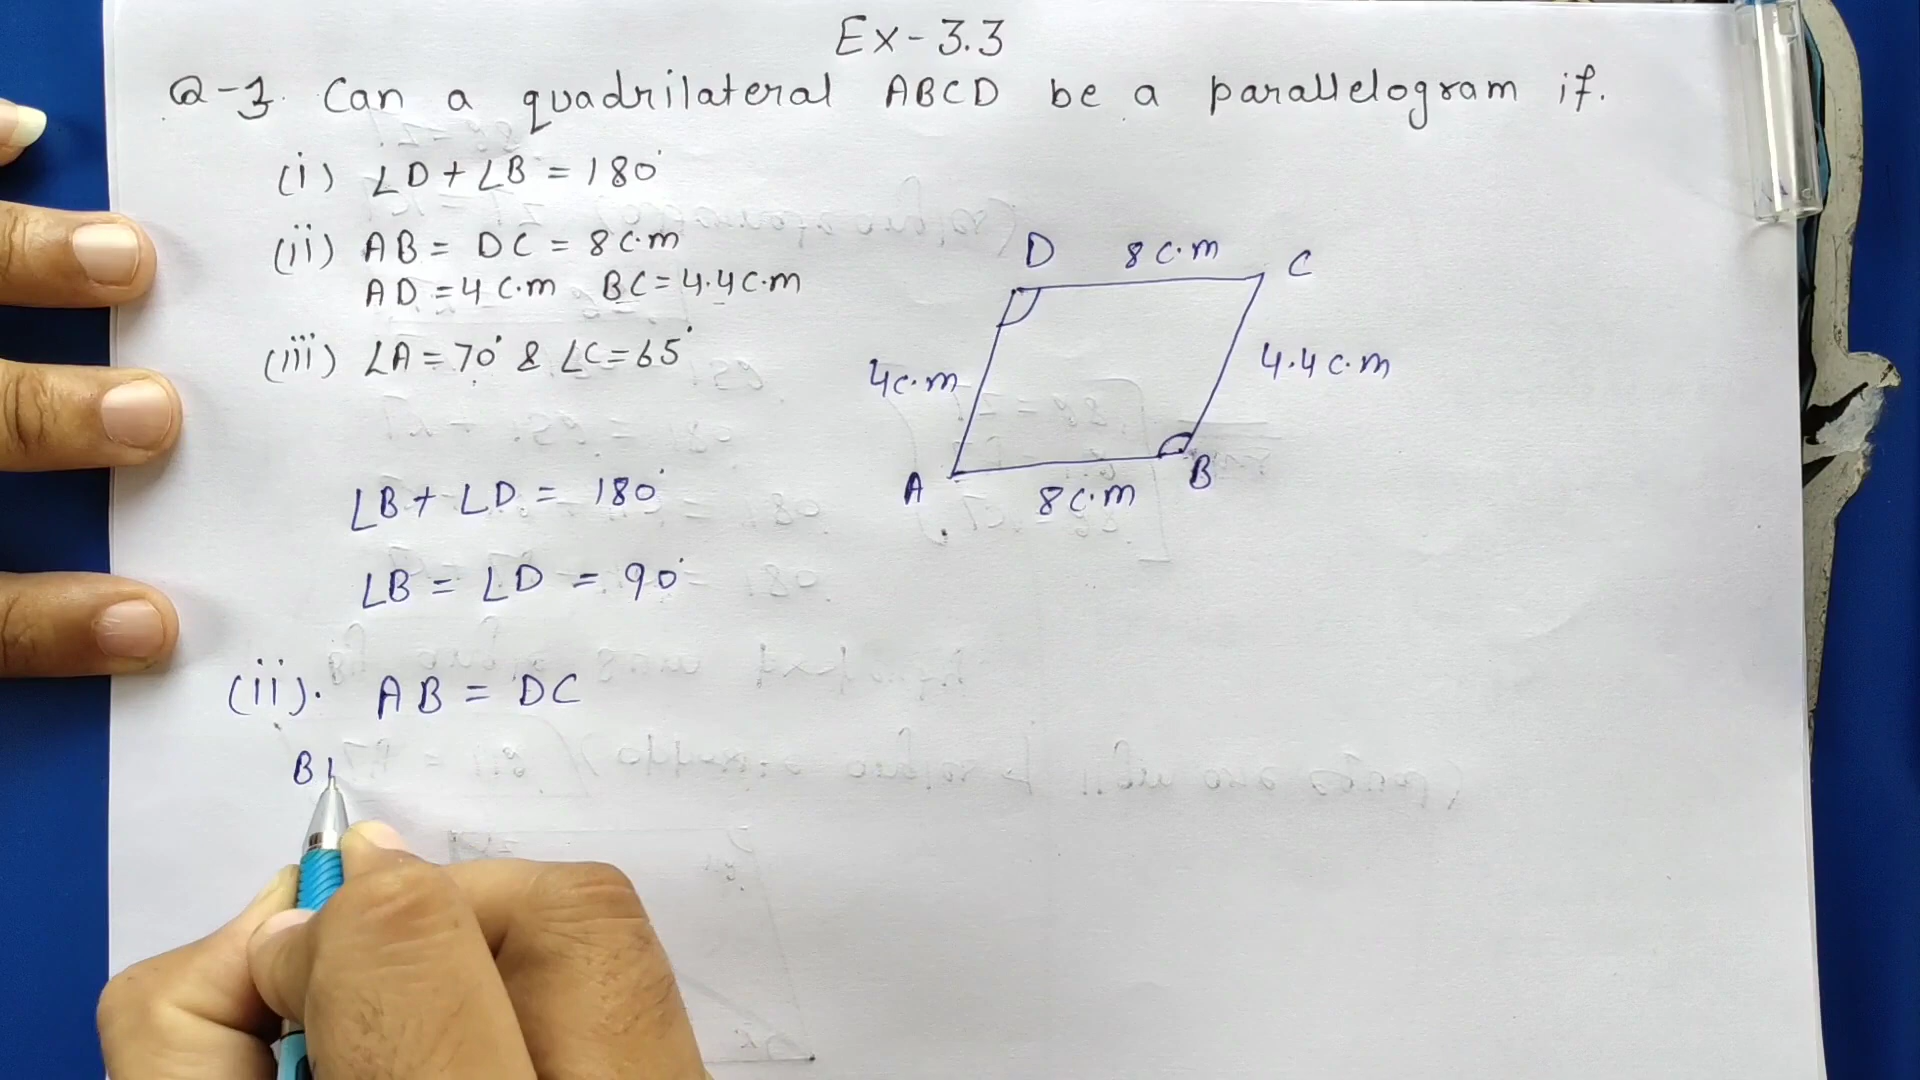 Ex-3.3
Q-3. Can a quadrilateral ABCD be a parallelogram if.
(i) ∠D + ∠B = 180°
(ii) AB = DC = 8 c.m
AD = 4 c.m BC = 4.4 c.m
(iii) ∠A = 70° & ∠C = 65°
D 8 c.m C
4 c.m 4.4 c.m
A 8 c.m B
∠B + ∠D = 180°
∠B = ∠D = 90°
(ii). AB = DC
B